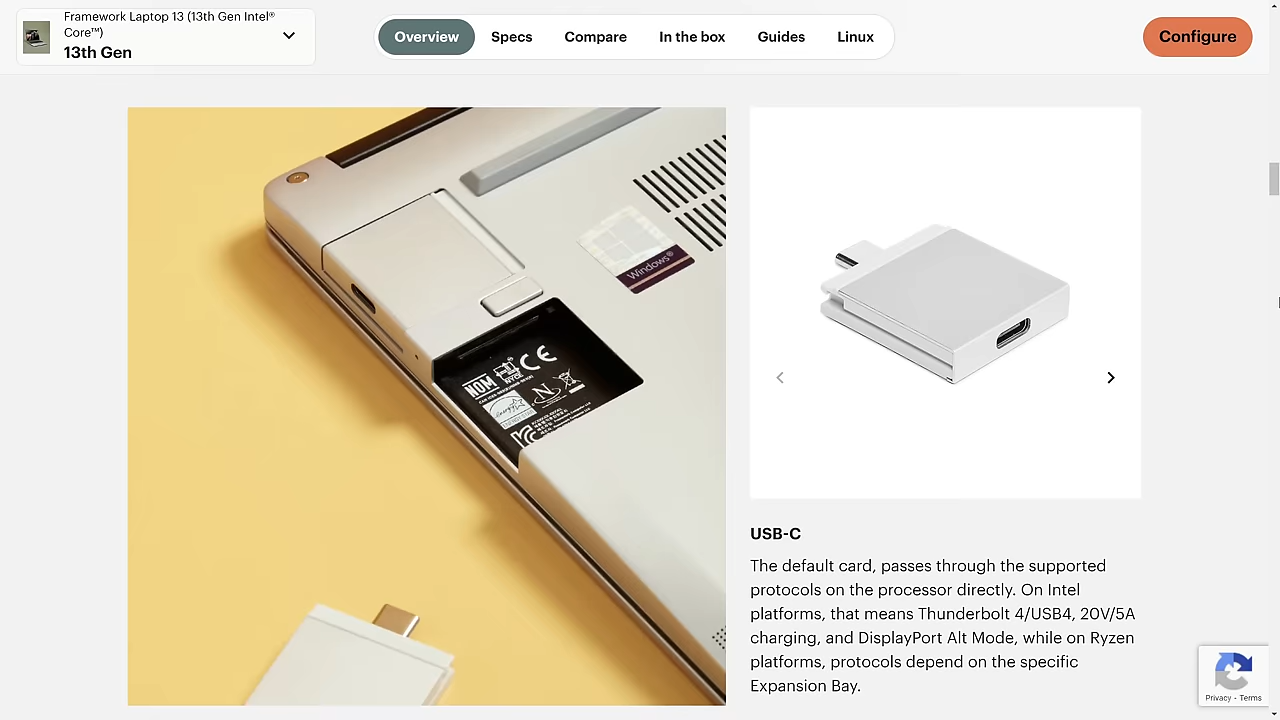 Framework Laptop 13 (13th Gen Intel®
Core™)
13th Gen
Overview
Specs
Compare
In the box
Guides
Linux
Configure
Windows®
NOM
NYCE
CE
energy
N
USB-C
The default card, passes through the supported
protocols on the processor directly. On Intel
platforms, that means Thunderbolt 4/USB4, 20V/5A
charging, and DisplayPort Alt Mode, while on Ryzen
platforms, protocols depend on the specific
Expansion Bay.
Privacy - Terms